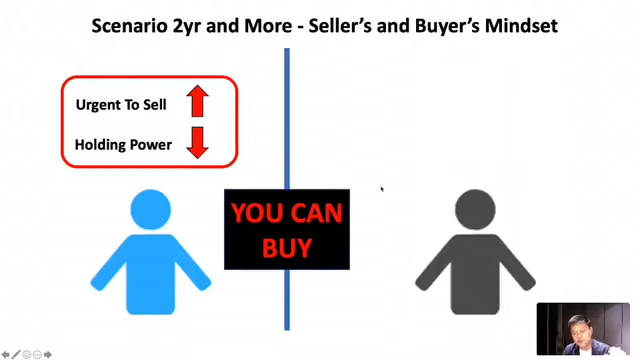 Scenario 2yr and More - Seller's and Buyer's Mindset
Urgent To Sell
Holding Power
YOU CAN
BUY